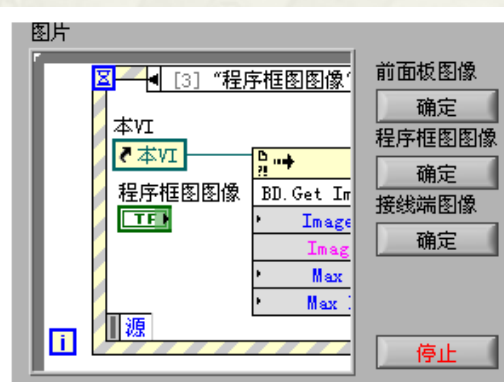 图片
[3] “程序框图图像”
本VI
本VI
程序框图图像
TF
BD.Get Im
Image
Imag
Max
Max
源
i
前面板图像
确定
程序框图图像
确定
接线端图像
确定
停止